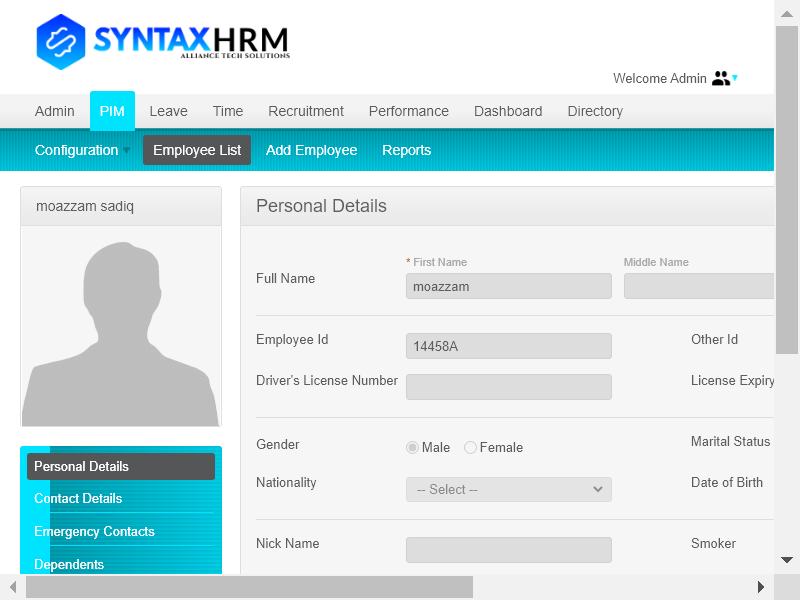 SYNTAXHRM
ALLIANCE TECH SOLUTIONS
Welcome Admin
Admin PIM Leave Time Recruitment Performance Dashboard Directory
Configuration Employee List Add Employee Reports
moazzam sadiq
Personal Details
* First Name Middle Name
Full Name
moazzam
Employee Id 14458A Other Id
Driver's License Number License Expiry
Gender Male Female Marital Status
Nationality -- Select -- Date of Birth
Nick Name Smoker
Personal Details
Contact Details
Emergency Contacts
Dependents